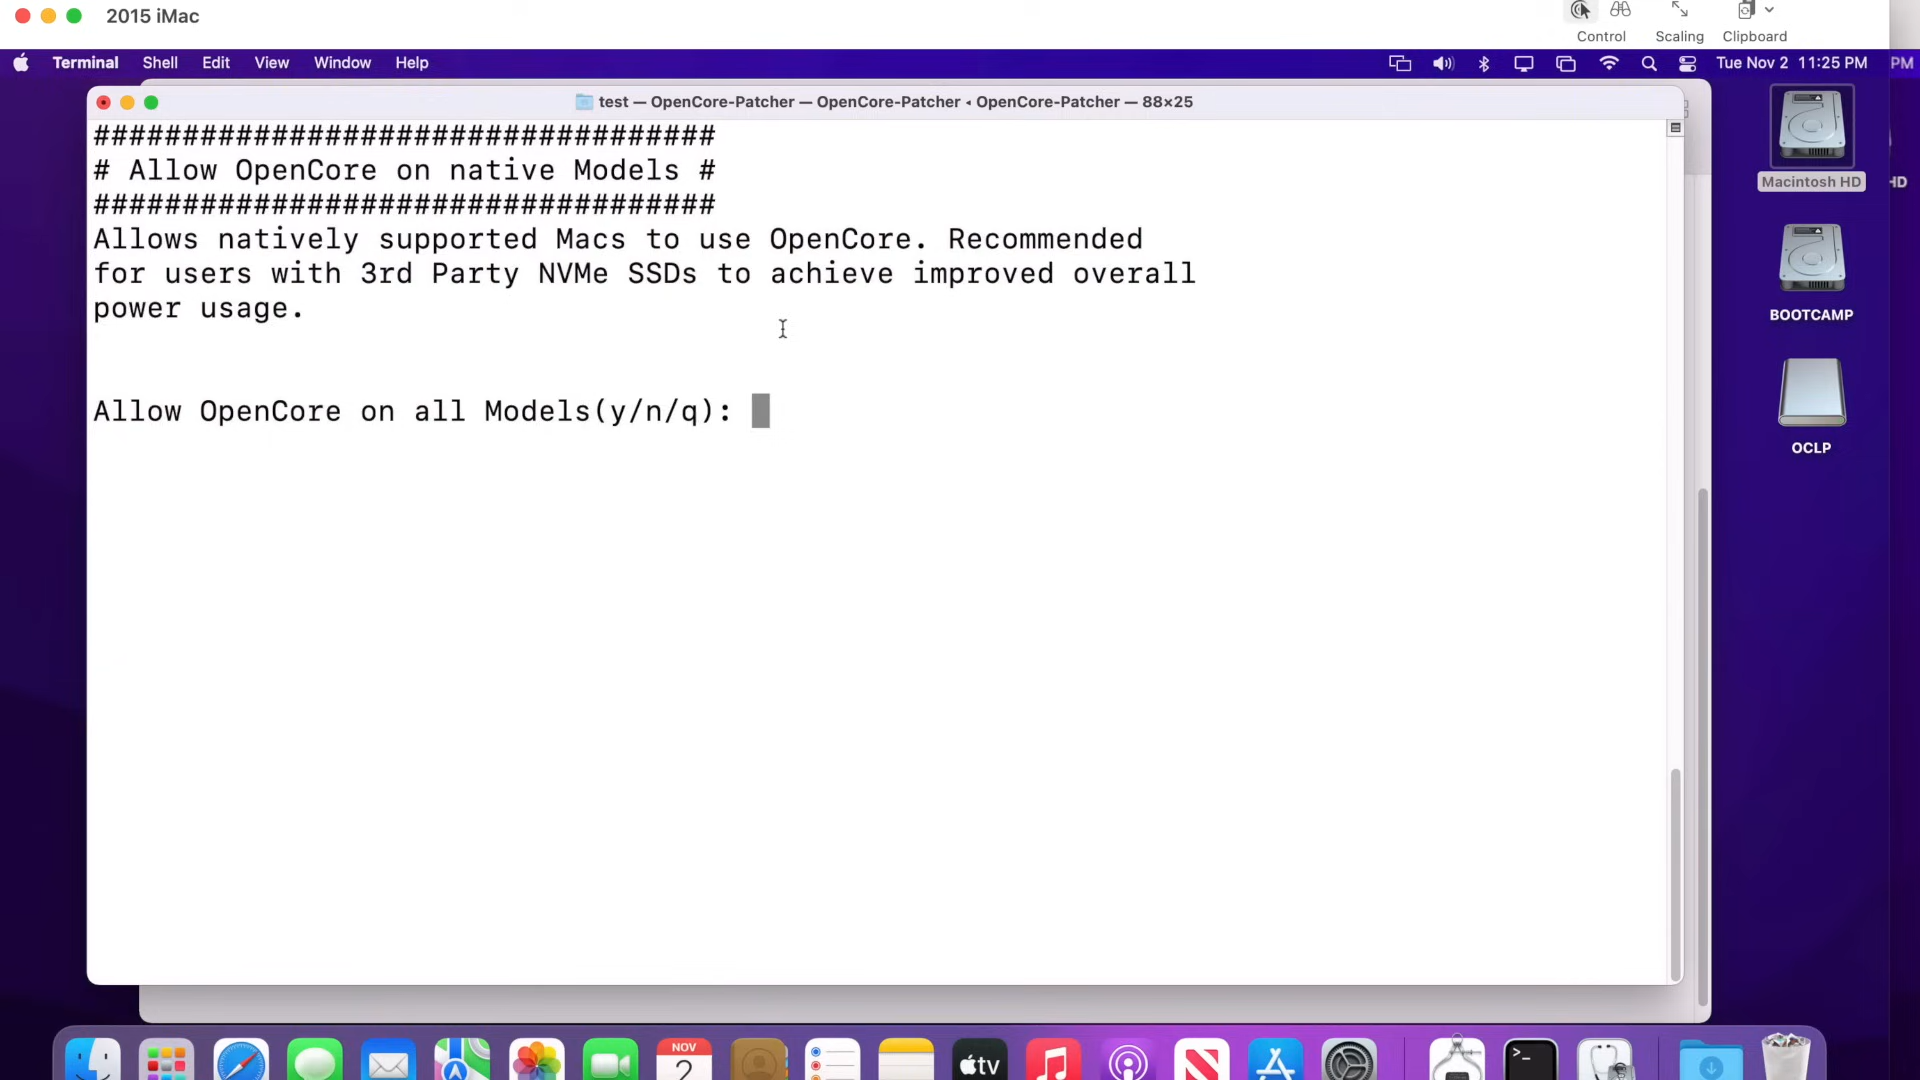 2015 iMac
Control Scaling Clipboard
Terminal Shell Edit View Window Help Tue Nov 2 11:25 PM PM
test — OpenCore-Patcher — OpenCore-Patcher ◂ OpenCore-Patcher — 88×25
###################################
# Allow OpenCore on native Models #
###################################
Allows natively supported Macs to use OpenCore. Recommended
for users with 3rd Party NVMe SSDs to achieve improved overall
power usage.
Allow OpenCore on all Models(y/n/q):
Macintosh HD
HD
BOOTCAMP
OCLP
NOV
2
tv
>_